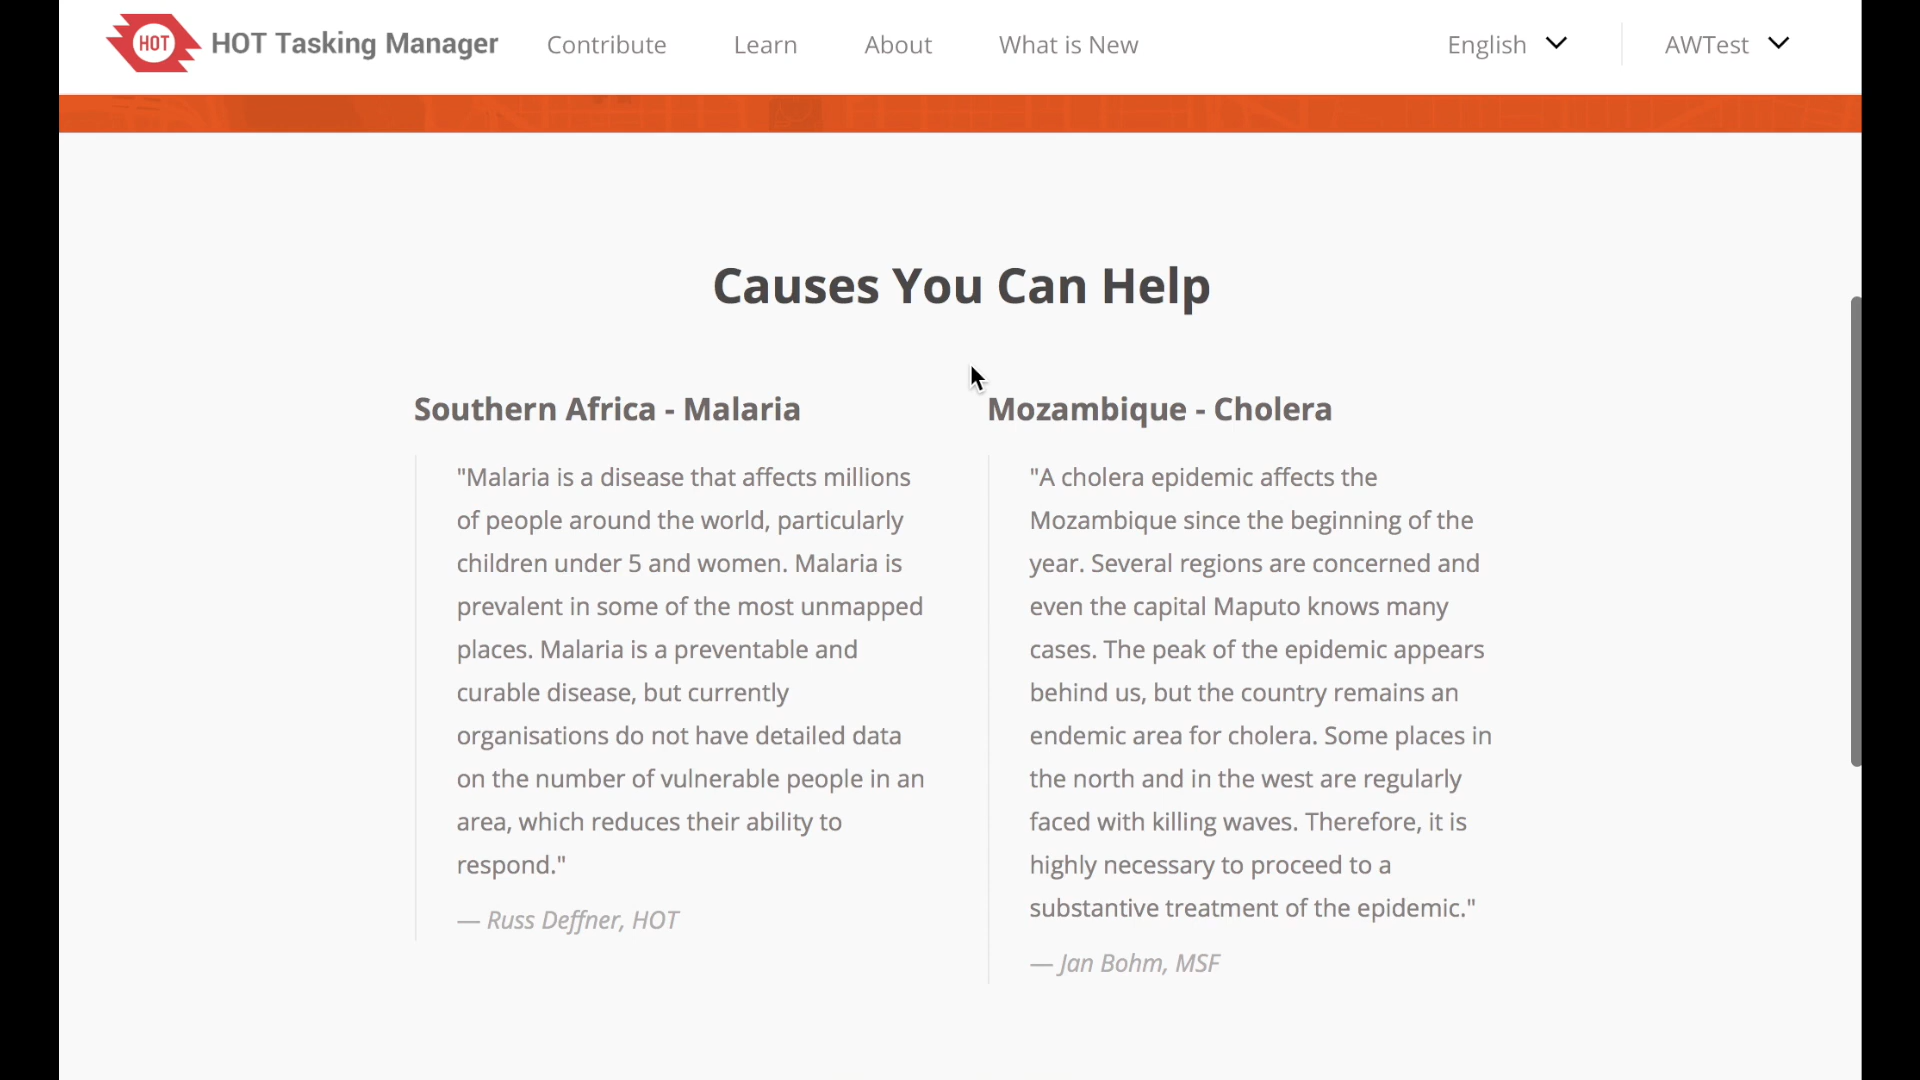 HOT HOT Tasking Manager Contribute Learn About What is New English AWTest
Causes You Can Help
Southern Africa - Malaria
"Malaria is a disease that affects millions
of people around the world, particularly
children under 5 and women. Malaria is
prevalent in some of the most unmapped
places. Malaria is a preventable and
curable disease, but currently
organisations do not have detailed data
on the number of vulnerable people in an
area, which reduces their ability to
respond."
— Russ Deffner, HOT
Mozambique - Cholera
"A cholera epidemic affects the
Mozambique since the beginning of the
year. Several regions are concerned and
even the capital Maputo knows many
cases. The peak of the epidemic appears
behind us, but the country remains an
endemic area for cholera. Some places in
the north and in the west are regularly
faced with killing waves. Therefore, it is
highly necessary to proceed to a
substantive treatment of the epidemic."
— Jan Bohm, MSF